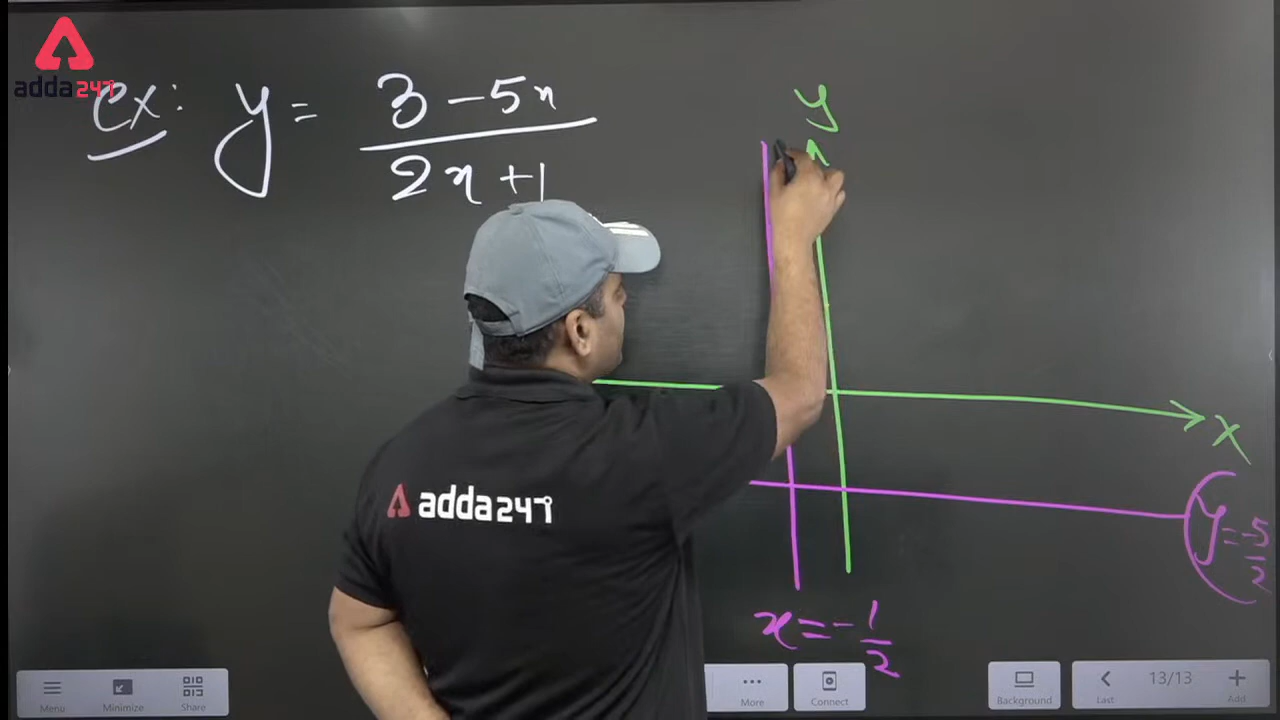 adda247
ex: y = 3 - 5x
2x + 1
y
x
y = -5/2
adda247
x = -1/2
Menu Minimize Share More Connect Background Last 13/13 Add